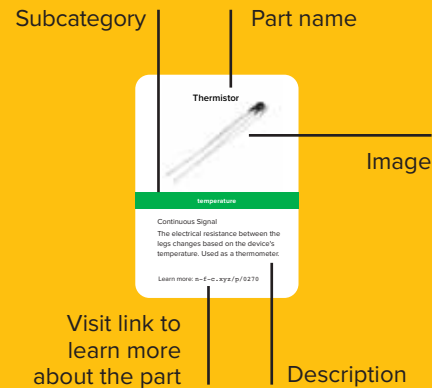 Subcategory
Part name
Thermistor
Image
temperature
Continuous Signal
The electrical resistance between the
legs changes based on the device's
temperature. Used as a thermometer.
Learn more: n-f-c.xyz/p/0270
Visit link to
learn more
about the part
Description